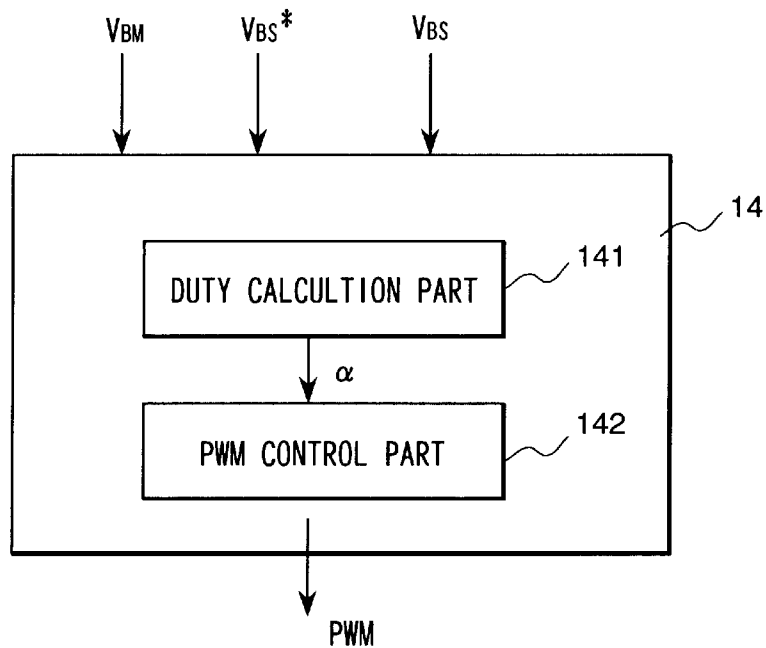 VBM VBS* VBS
14
141
DUTY CALCULTION PART
α
142
PWM CONTROL PART
PWM